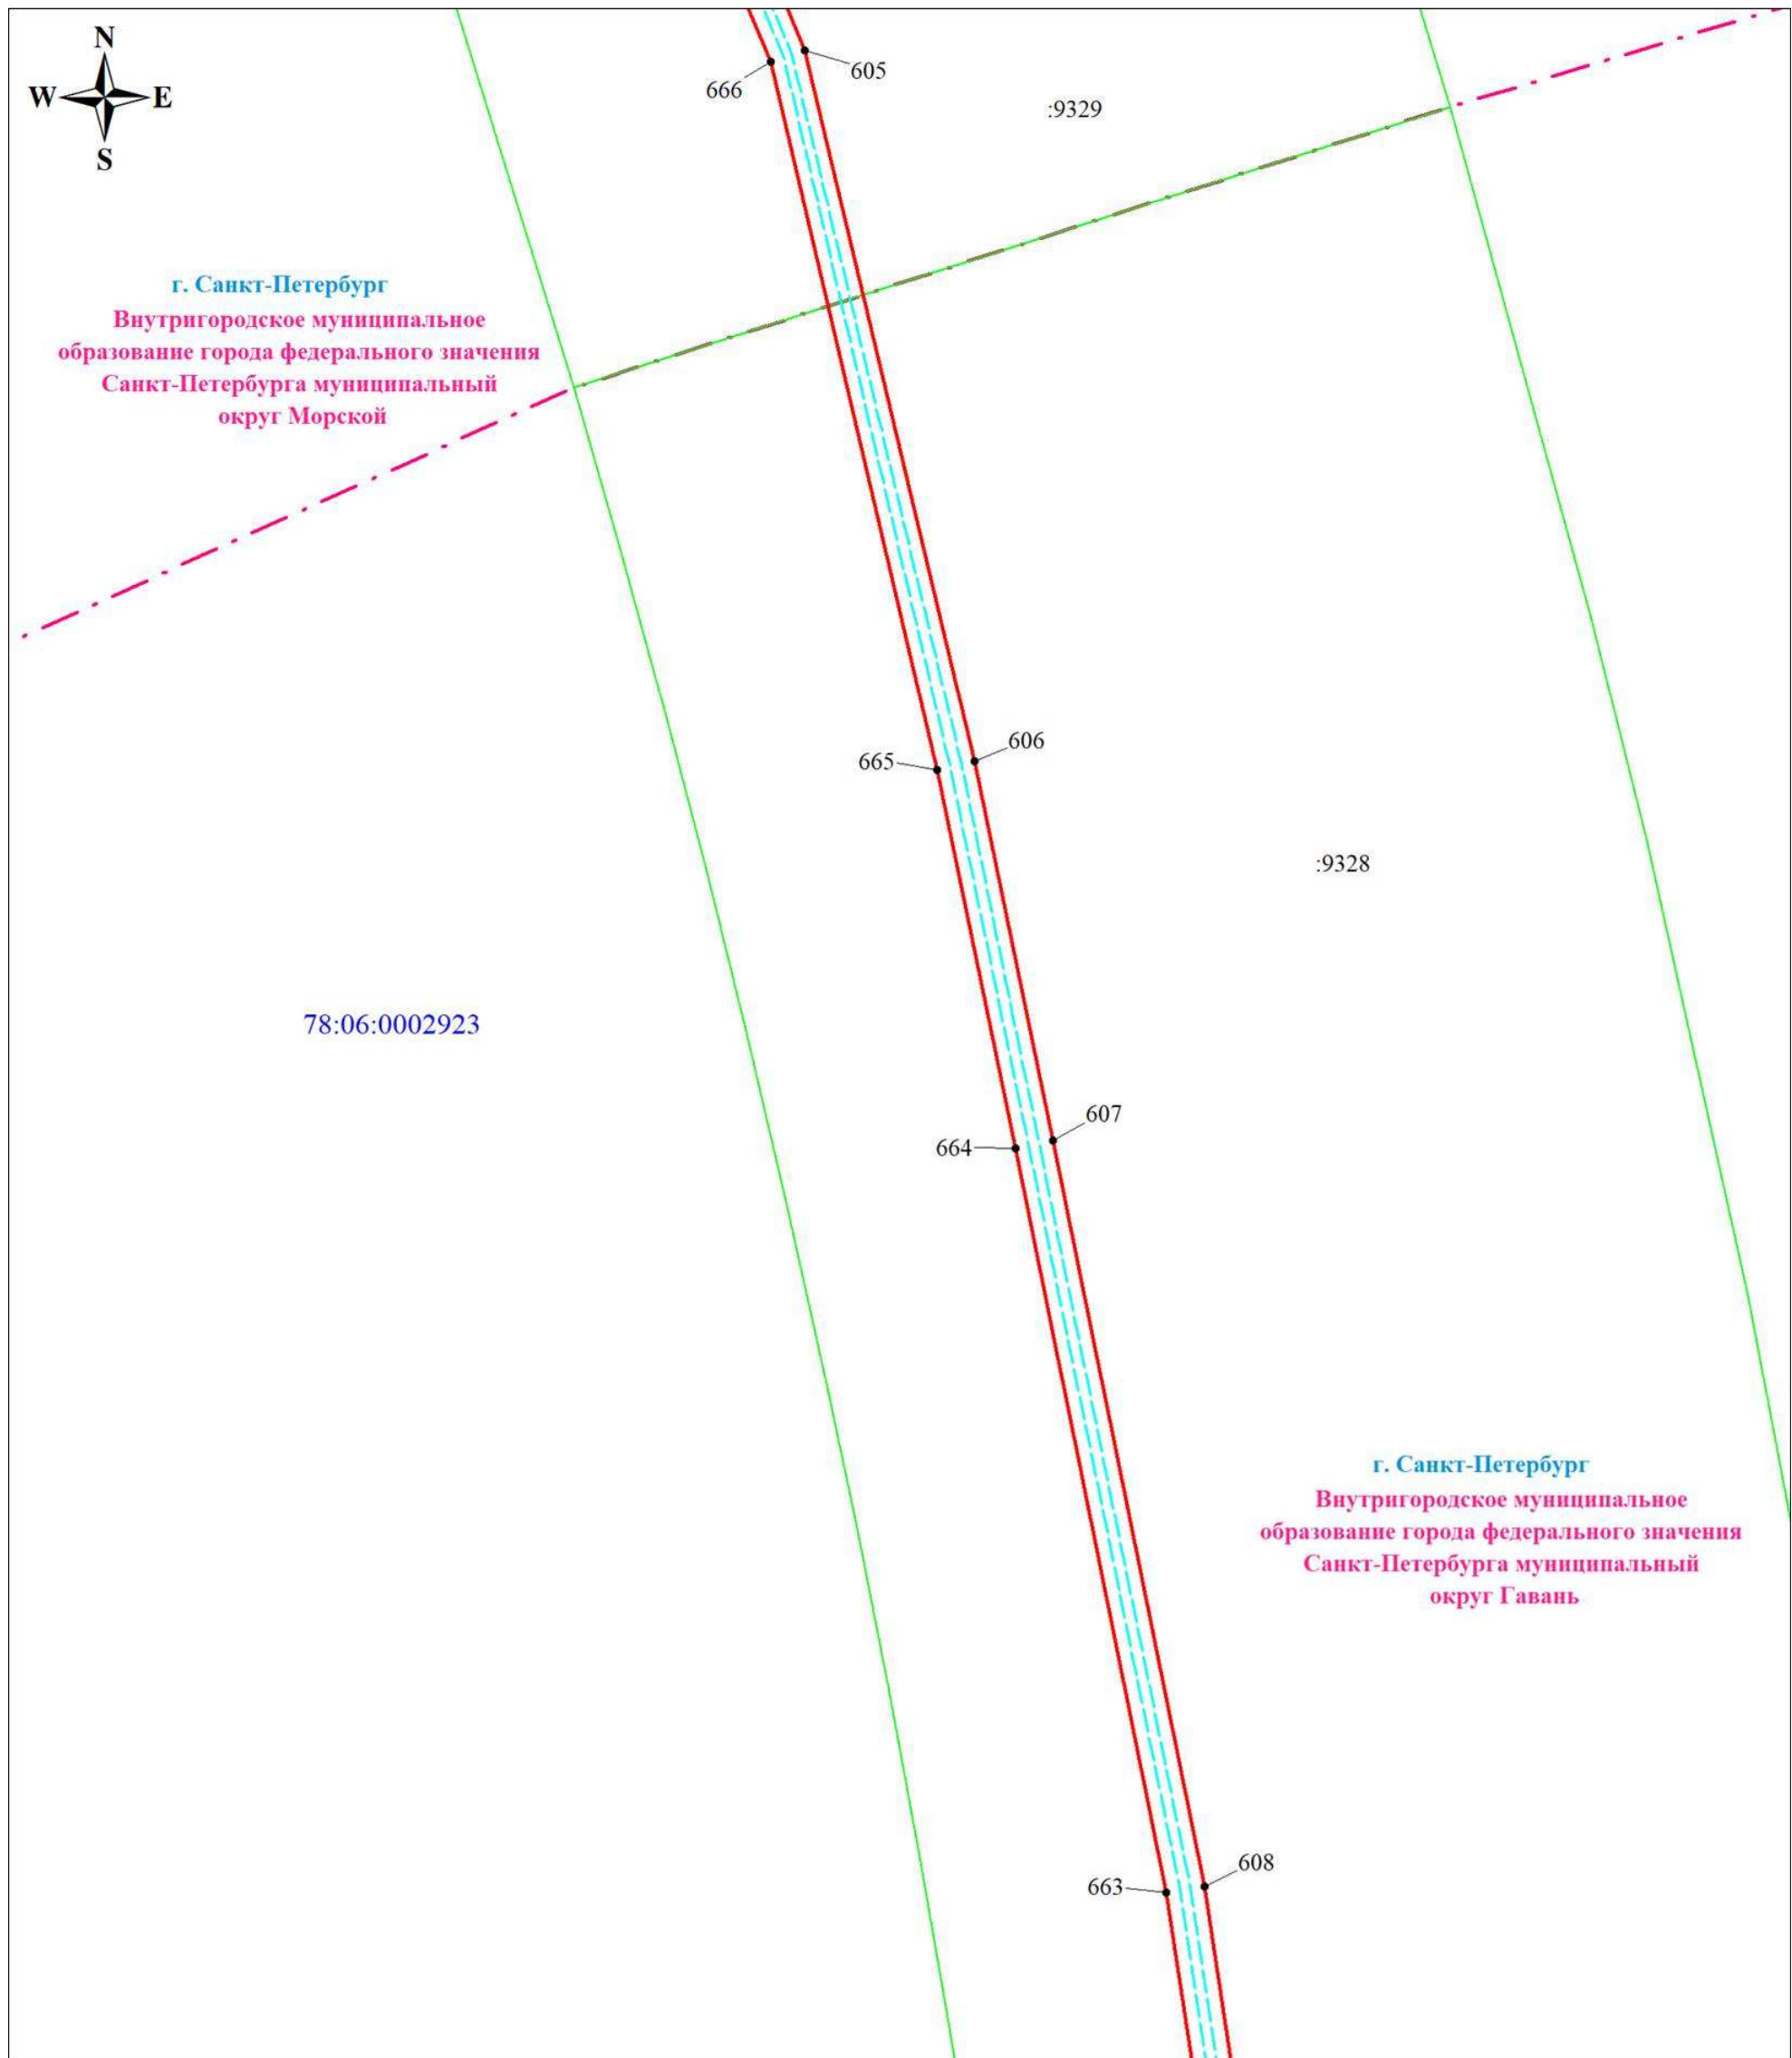 N
W E
S
605
666
:9329
г. Санкт-Петербург
Внутригородское муниципальное
образование города федерального значения
Санкт-Петербурга муниципальный
округ Морской
606
665
:9328
78:06:0002923
607
664
г. Санкт-Петербург
Внутригородское муниципальное
образование города федерального значения
Санкт-Петербурга муниципальный
округ Гавань
608
663